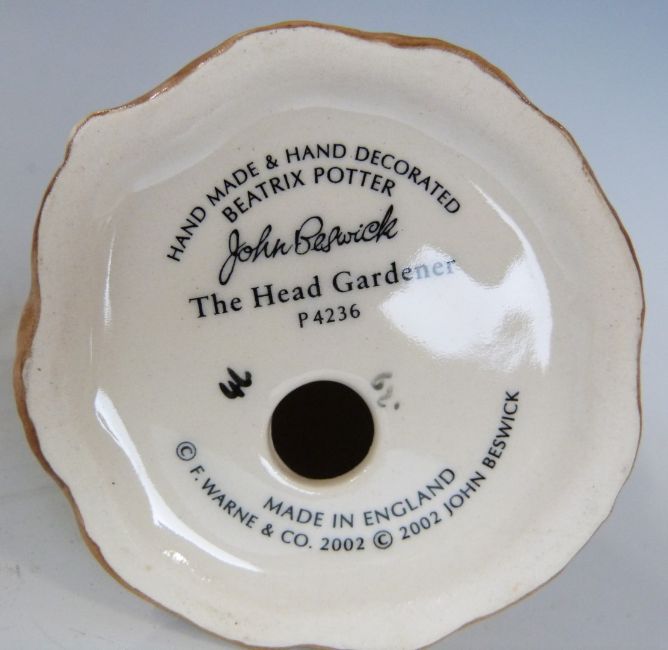 HAND MADE & HAND DECORATED
BEATRIX POTTER
John Beswick
The Head Gardener
P4236
MADE IN ENGLAND
© F. WARNE & CO. 2002 © 2002 JOHN BESWICK